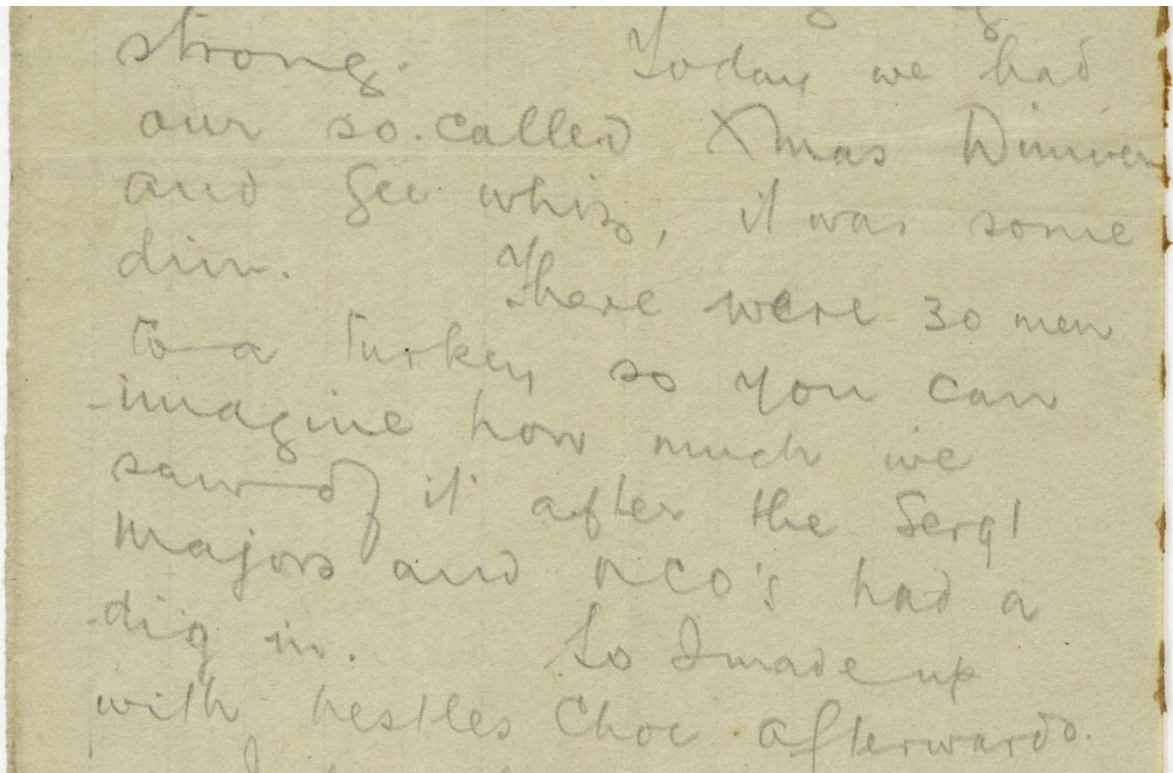 strong. Today we had
our so. called Xmas Dinner
and Gee whiz, it was some
dinn. There were 30 men
to a turkey so you can
imagine how much we
saw of it after the Sergt
Majors and NCO's had a
dig in. So I made up
with nestles Choc afterwards.